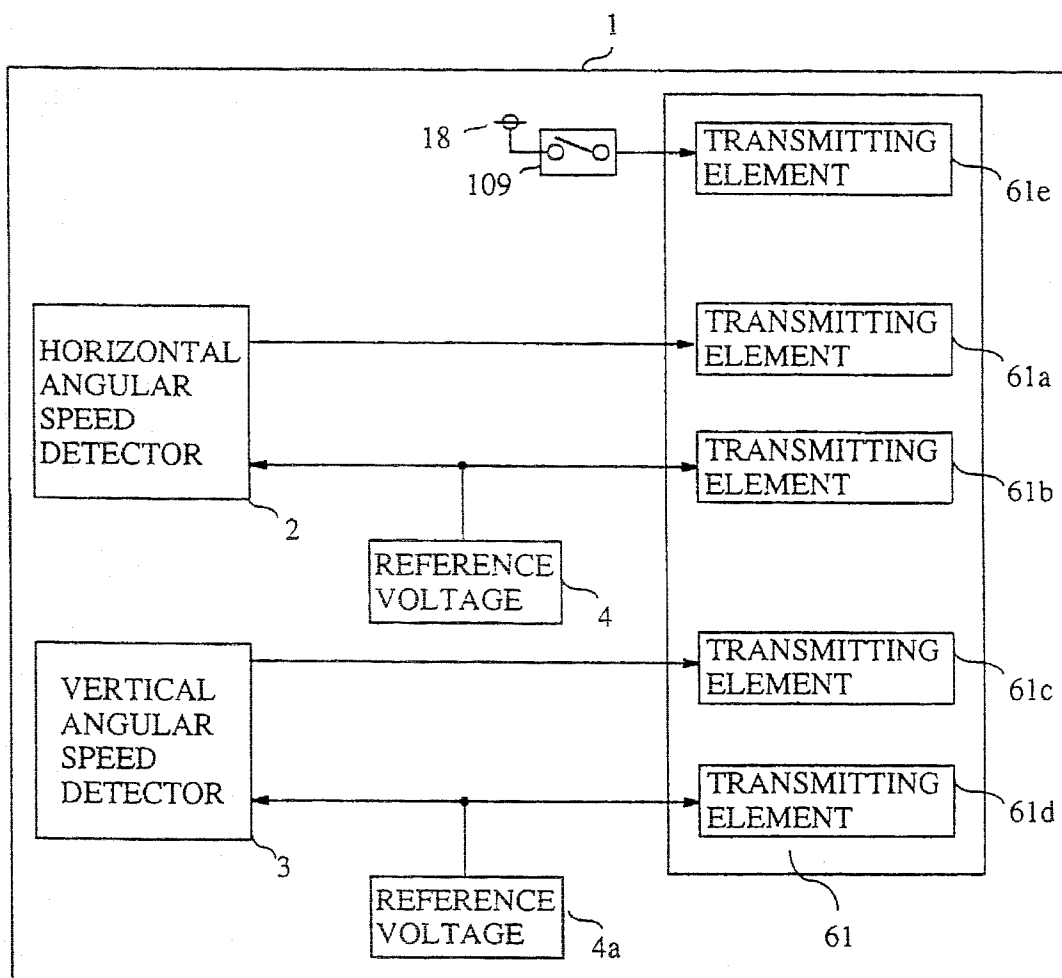 1
18
109
TRANSMITTING
ELEMENT
61e
HORIZONTAL
ANGULAR
SPEED
DETECTOR
2
TRANSMITTING
ELEMENT
61a
TRANSMITTING
ELEMENT
61b
REFERENCE
VOLTAGE
4
VERTICAL
ANGULAR
SPEED
DETECTOR
3
TRANSMITTING
ELEMENT
61c
TRANSMITTING
ELEMENT
61d
REFERENCE
VOLTAGE
4a
61